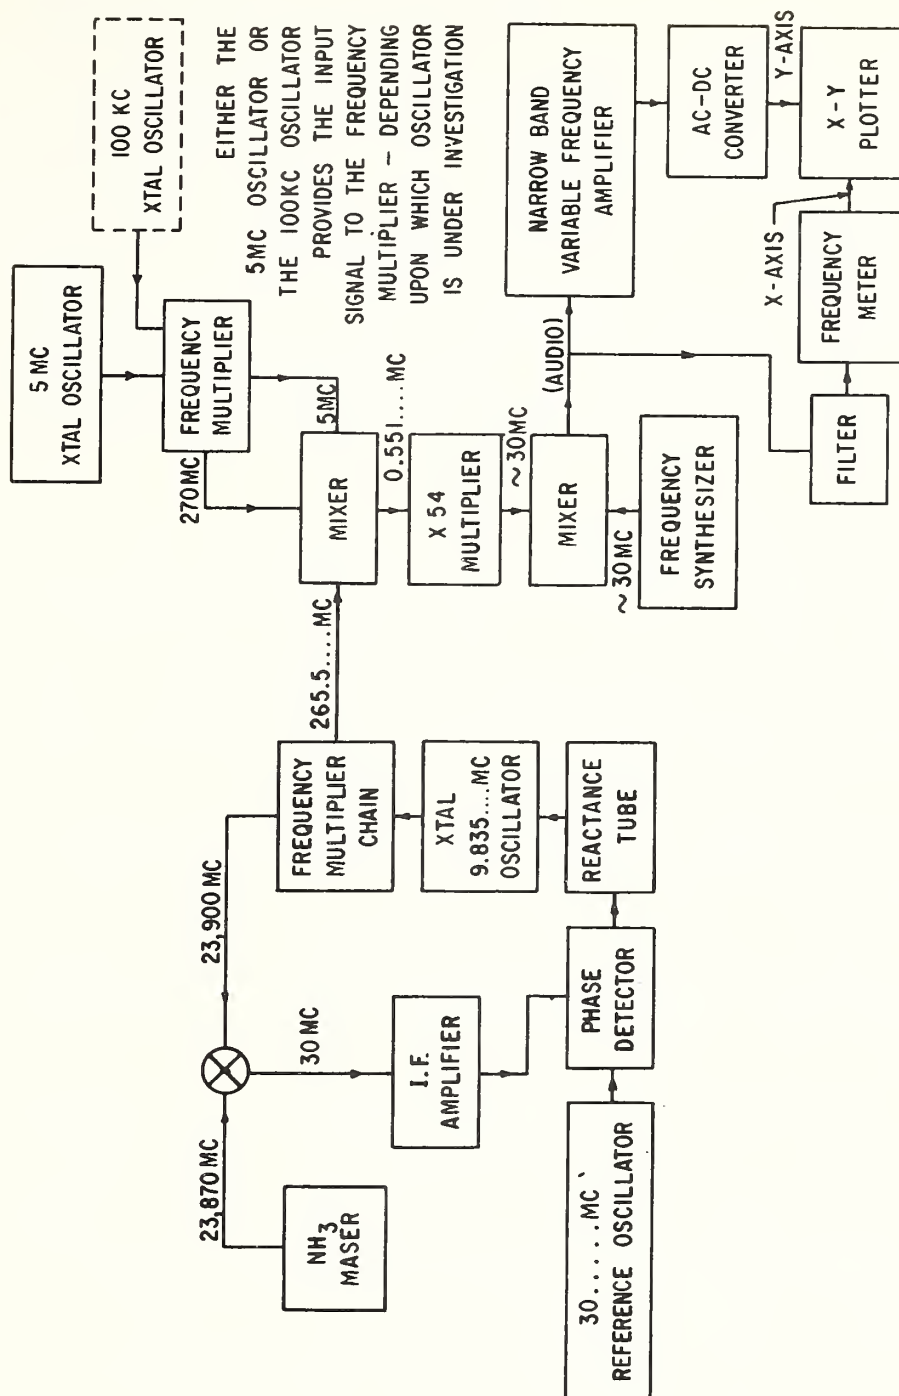 NH3
MASER
23,870 MC
23,900 MC
30 MC
I.F.
AMPLIFIER
30.....MC
REFERENCE OSCILLATOR
PHASE
DETECTOR
REACTANCE
TUBE
XTAL
9.835....MC
OSCILLATOR
FREQUENCY
MULTIPLIER
CHAIN
265.5....MC
5 MC
XTAL OSCILLATOR
100 KC
XTAL OSCILLATOR
FREQUENCY
MULTIPLIER
270MC
5MC
MIXER
0.551....MC
X 54
MULTIPLIER
~30MC
MIXER
~30MC
FREQUENCY
SYNTHESIZER
(AUDIO)
EITHER THE
5MC OSCILLATOR OR
THE 100KC OSCILLATOR
PROVIDES THE INPUT
SIGNAL TO THE FREQUENCY
MULTIPLIER – DEPENDING
UPON WHICH OSCILLATOR
IS UNDER INVESTIGATION
NARROW BAND
VARIABLE FREQUENCY
AMPLIFIER
AC-DC
CONVERTER
Y-AXIS
X-Y
PLOTTER
X-AXIS
FREQUENCY
METER
FILTER